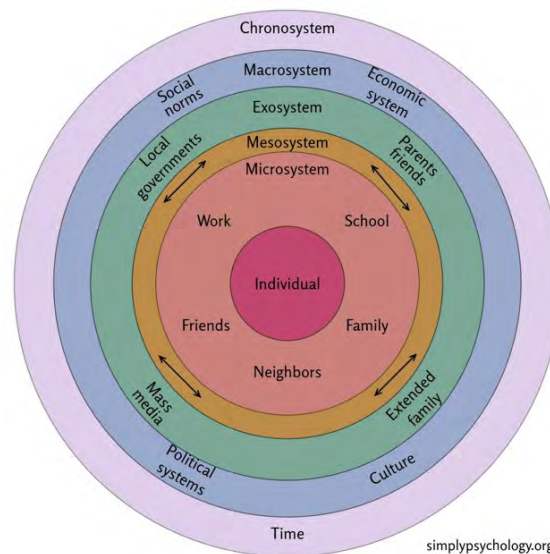 Chronosystem
Macrosystem
Social
norms
Economic
system
Exosystem
Local
governments
Parents
friends
Mesosystem
Microsystem
Work
School
Individual
Friends
Family
Neighbors
Mass
media
Extended
family
Political
systems
Culture
Time
simplypsychology.org